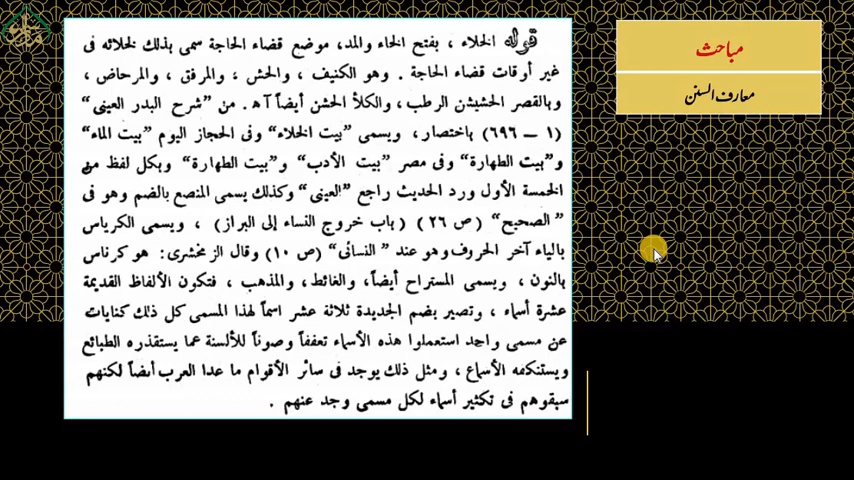 مباحث
معارف السنن
قوله الخلاء ، بفتح الخاء والمد، موضع قضاء الحاجة سمى بذلك لخلائه فى
غير أوقات قضاء الحاجة . وهو الكنيف ، والحش ، والمرفق ، والمرحاض ،
وبالقصر الحشيش الرطب، والكلأ الحشن أيضاً آه . من "شرح البدر العينى"
(١ ــ ٦٩٦) باختصار ، ويسمى "بيت الخلاء" وفى الحجاز اليوم "بيت الماء"
و"بيت الطهارة" وفى مصر "بيت الأدب" و"بيت الطهارة" وبكل لفظ من
الخمسة الأول ورد الحديث راجع "العينى" وكذلك يسمى المنصع بالضم وهو فى
"الصحيح" (ص ٢٦) (باب خروج النساء إلى البراز) ، ويسمى الكرياس
بالياء آخر الحروف وهو عند "النسائى" (ص ١٠) وقال الزمخشرى: هو كرناس
بالنون ، ويسمى المستراح أيضاً، والغائط، والمذهب ، فتكون الألفاظ القديمة
عشرة أسماء ، وتصير بضم الجديدة ثلاثة عشر اسماً لهذا المسمى كل ذلك كنايات
عن مسمى واحد استعملوا هذه الأسماء تعففاً وصوناً للألسنة عما يستقذره الطبائع
ويستنكفه الأسماع ، ومثل ذلك يوجد فى سائر الأقوام ما عدا العرب أيضاً لكنهم
سبقوهم فى تكثير أسماء لكل مسمى وجد عنهم .